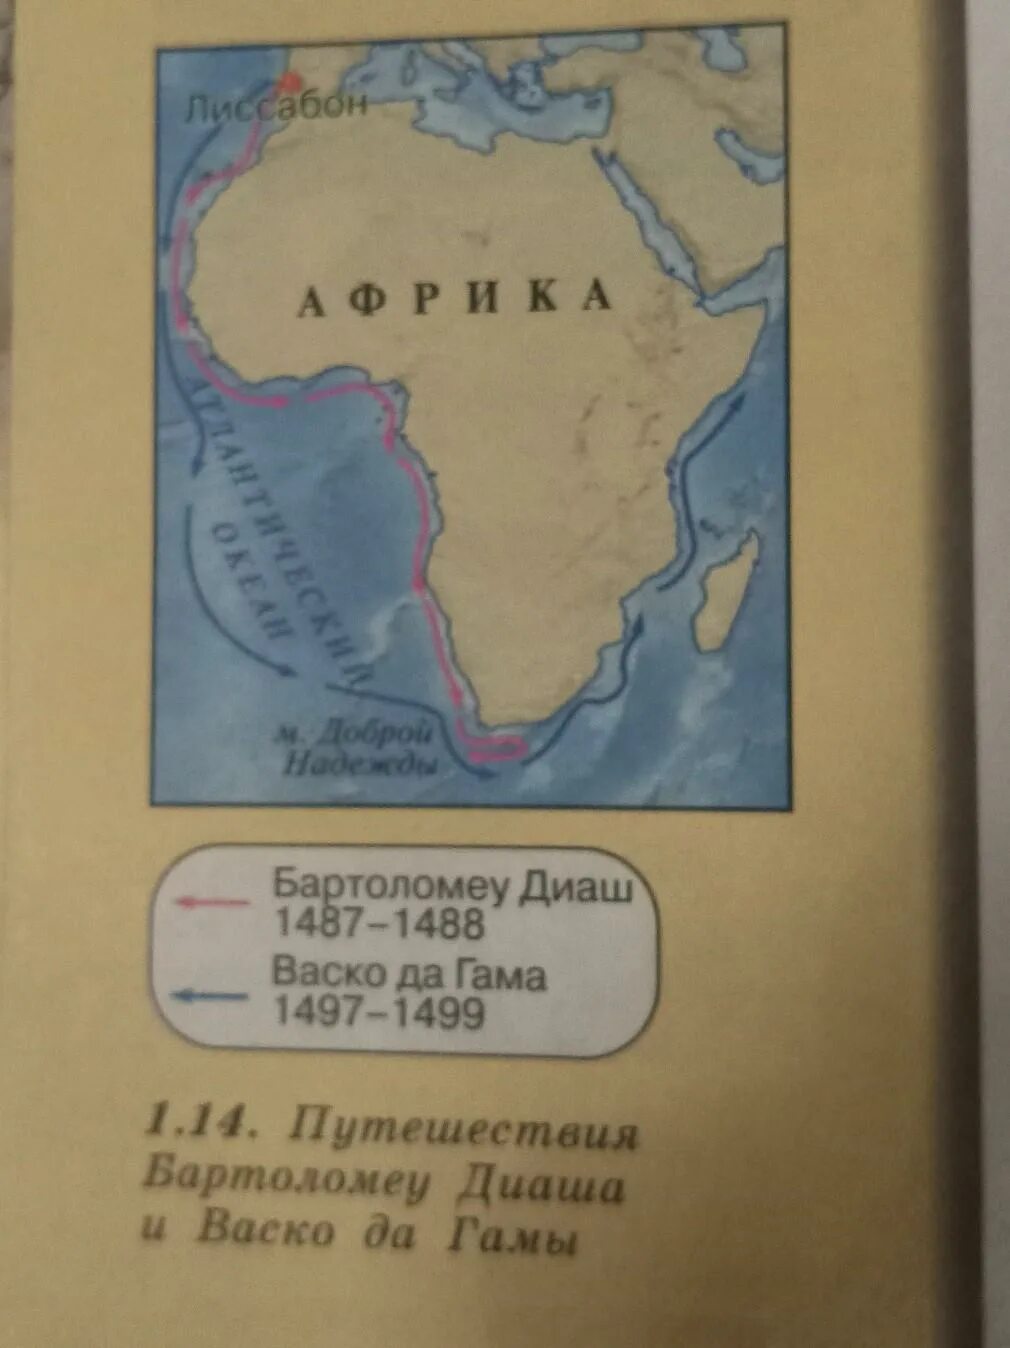 Лиссабон
АФРИКА
АТЛАНТИЧЕСКИЙ
ОКЕАН
м. Доброй
Надежды
Бартоломеу Диаш
1487–1488
Васко да Гама
1497–1499
1.14. Путешествия
Бартоломеу Диаша
и Васко да Гамы